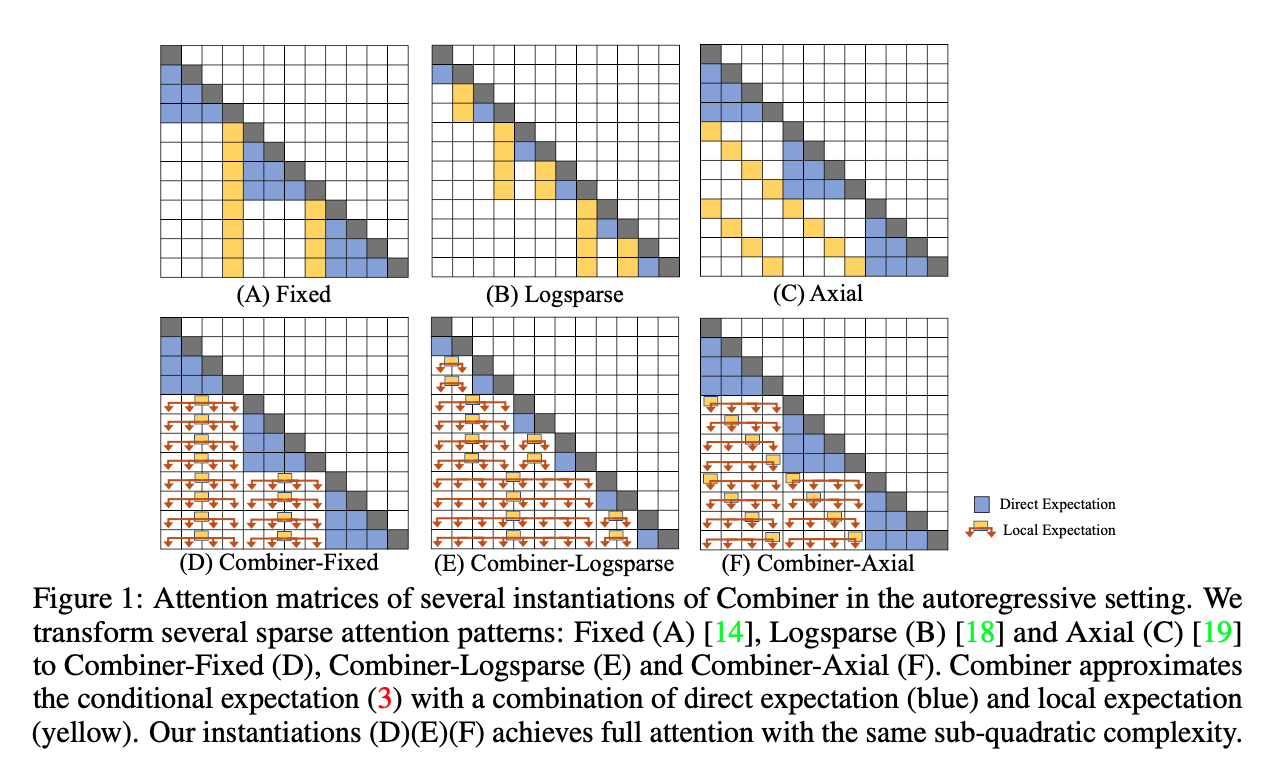 (A) Fixed
(B) Logsparse
(C) Axial
Direct Expectation
Local Expectation
(D) Combiner-Fixed
(E) Combiner-Logsparse
(F) Combiner-Axial
Figure 1: Attention matrices of several instantiations of Combiner in the autoregressive setting. We
transform several sparse attention patterns: Fixed (A) [14], Logsparse (B) [18] and Axial (C) [19]
to Combiner-Fixed (D), Combiner-Logsparse (E) and Combiner-Axial (F). Combiner approximates
the conditional expectation (3) with a combination of direct expectation (blue) and local expectation
(yellow). Our instantiations (D)(E)(F) achieves full attention with the same sub-quadratic complexity.